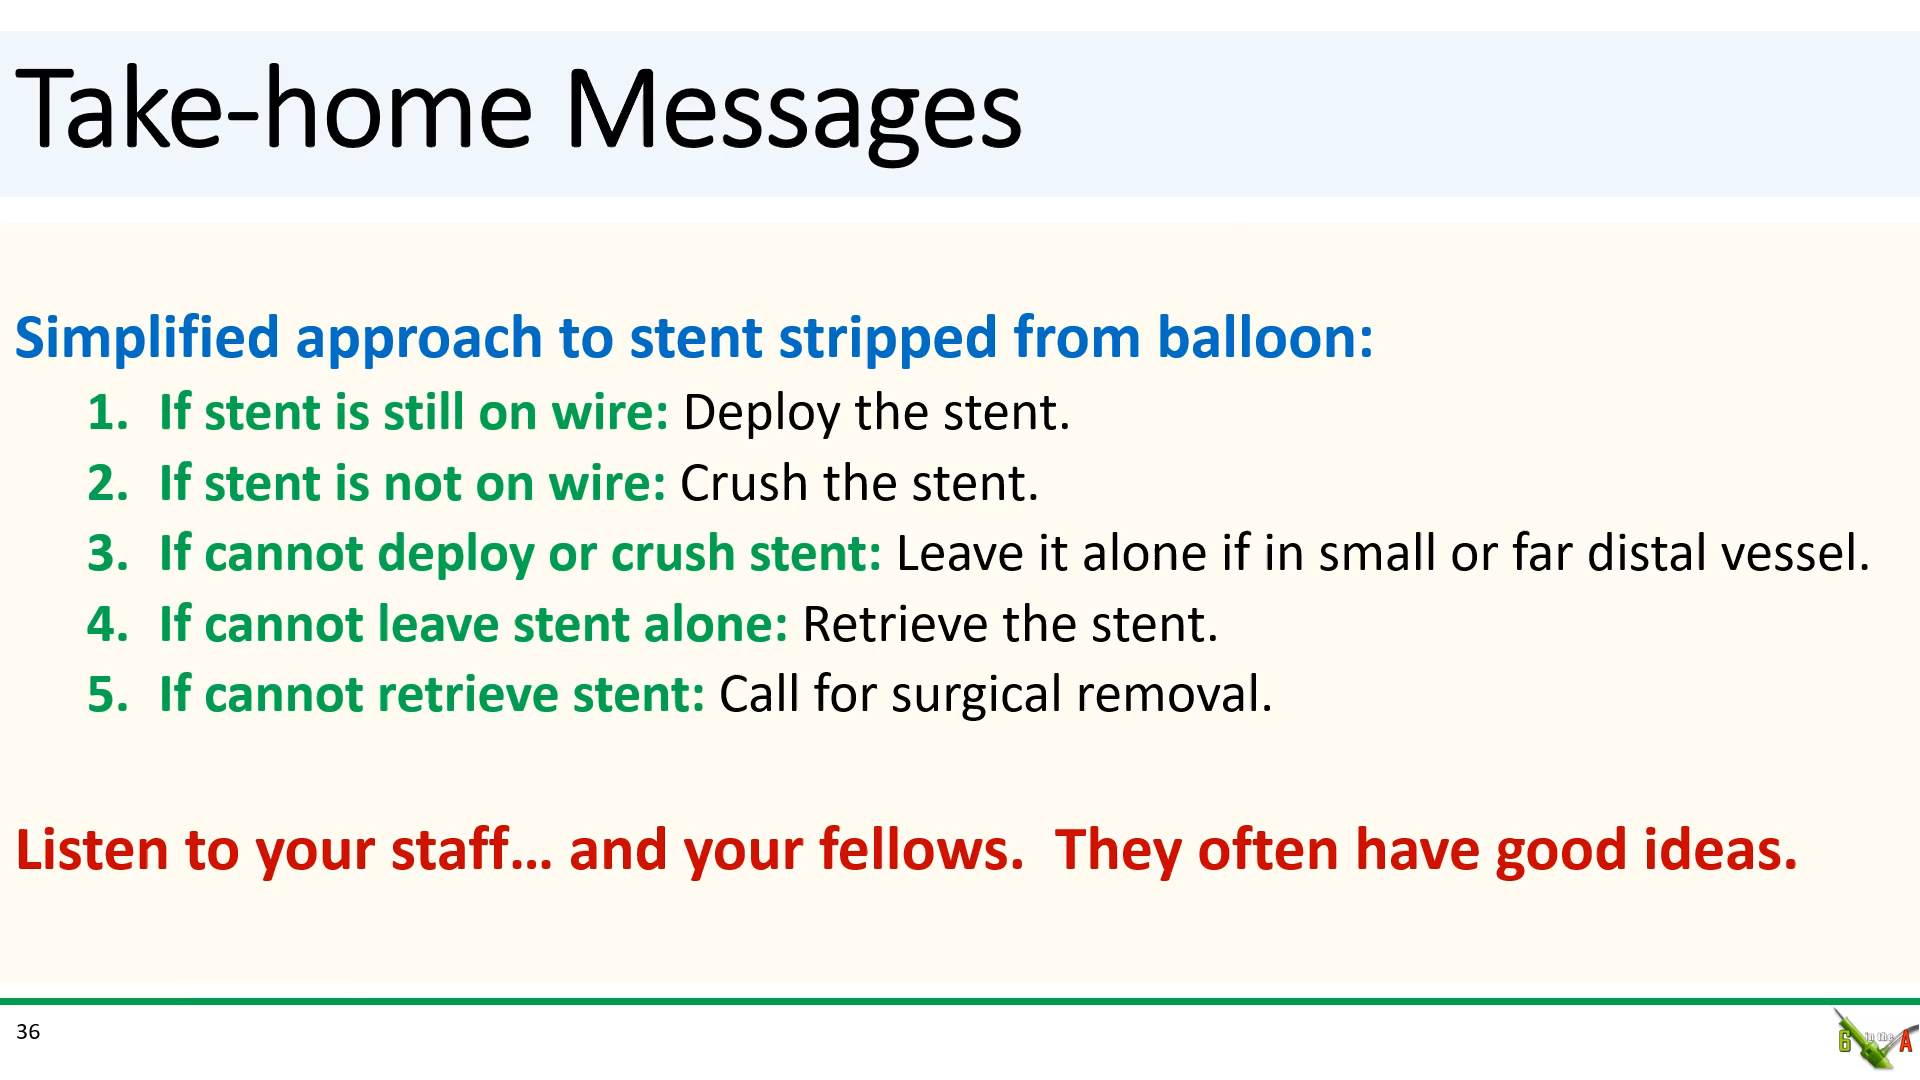 Take-home Messages
Simplified approach to stent stripped from balloon:
1. If stent is still on wire: Deploy the stent.
2. If stent is not on wire: Crush the stent.
3. If cannot deploy or crush stent: Leave it alone if in small or far distal vessel.
4. If cannot leave stent alone: Retrieve the stent.
5. If cannot retrieve stent: Call for surgical removal.
Listen to your staff... and your fellows.  They often have good ideas.
36
6 in the A